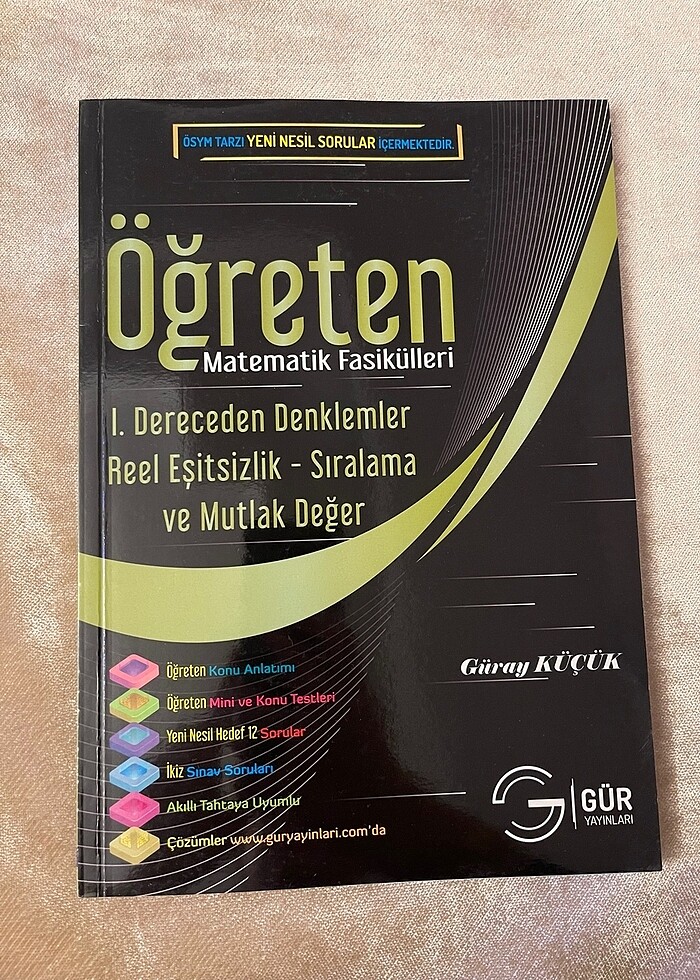 ÖSYM TARZI YENİ NESİL SORULAR İÇERMEKTEDİR.
Öğreten
Matematik Fasikülleri
I. Dereceden Denklemler
Reel Eşitsizlik - Sıralama
ve Mutlak Değer
Güray KÜÇÜK
Öğreten Konu Anlatımı
Öğreten Mini ve Konu Testleri
Yeni Nesil Hedef 12 Sorular
İkiz Sınav Soruları
Akıllı Tahtaya Uyumlu
Çözümler www.guryayinlari.com'da
GÜR
YAYINLARI